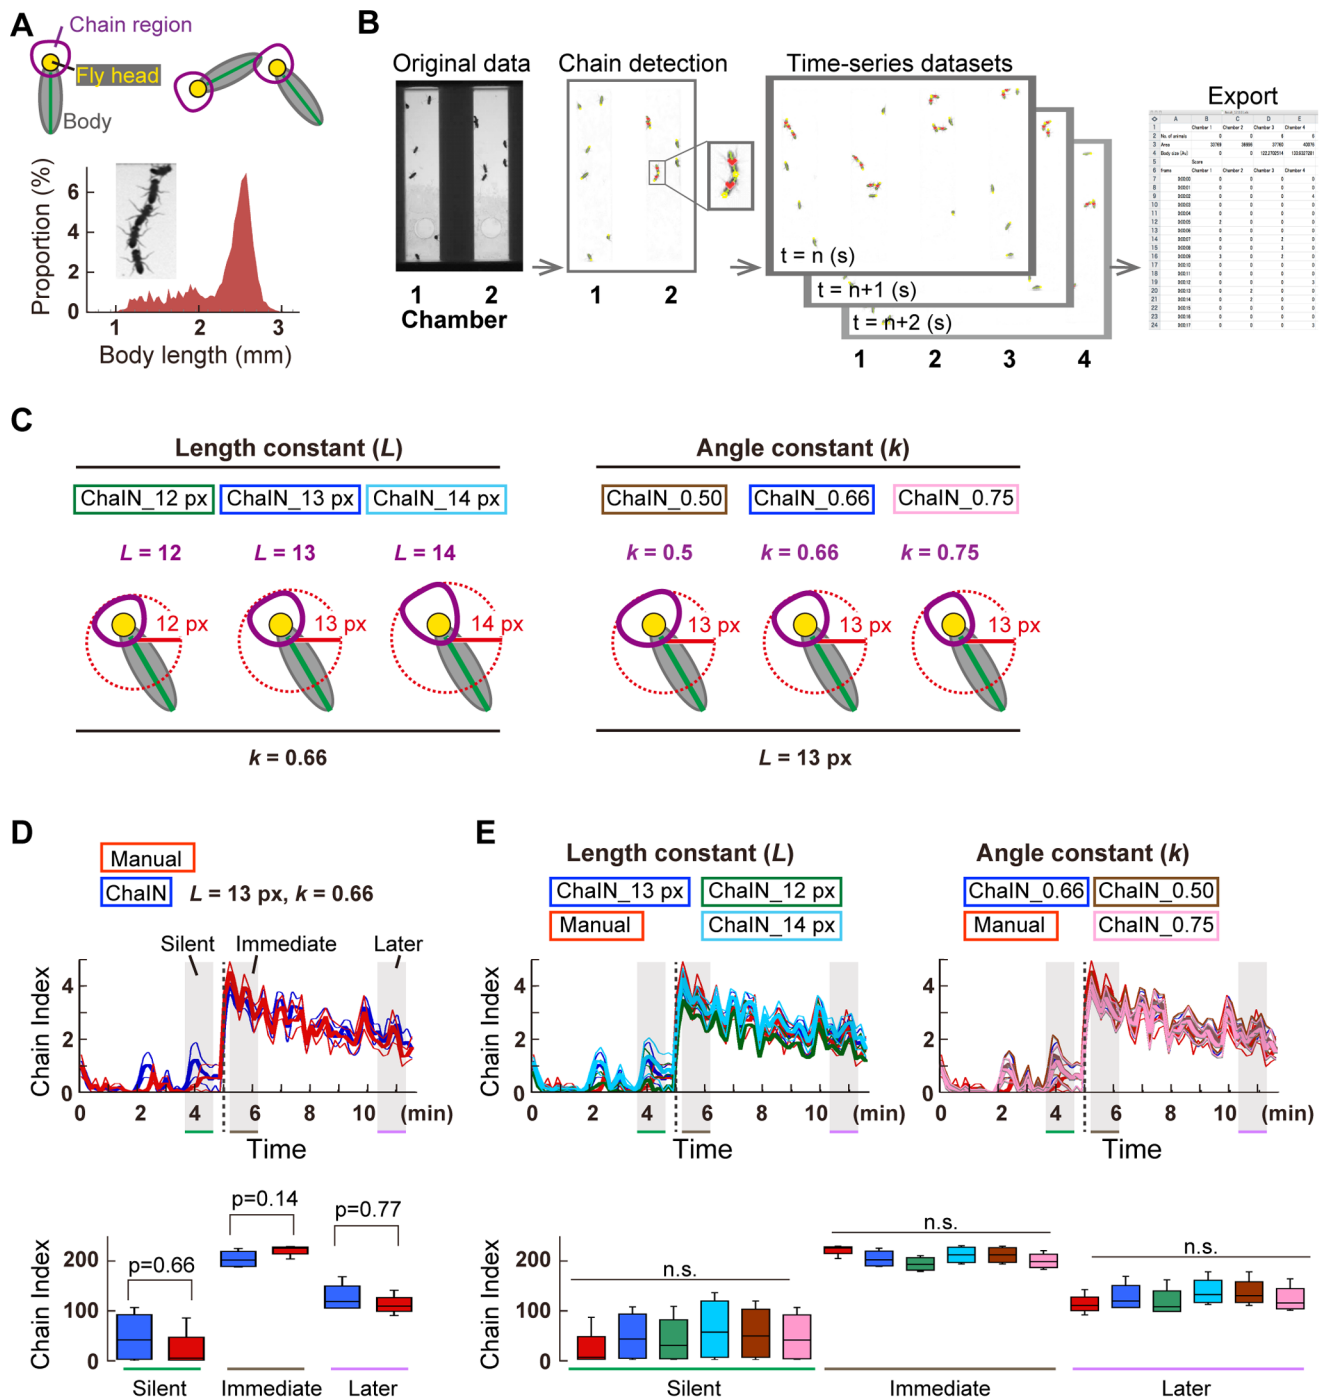 A
Chain region
Fly head
Body
Proportion (%)
6
4
2
0
1
2
3
Body length (mm)
B
Original data
Chain detection
Time-series datasets
Export
1
2
Chamber
1
2
t = n (s)
t = n+1 (s)
t = n+2 (s)
1
2
3
4
C
Length constant (L)
ChaIN_12 px
ChaIN_13 px
ChaIN_14 px
L = 12
L = 13
L = 14
12 px
13 px
14 px
k = 0.66
Angle constant (k)
ChaIN_0.50
ChaIN_0.66
ChaIN_0.75
k = 0.5
k = 0.66
k = 0.75
13 px
13 px
13 px
L = 13 px
D
Manual
ChaIN
L = 13 px, k = 0.66
Silent
Immediate
Later
Chain Index
4
2
0
0
2
4
6
8
10
(min)
Time
p=0.66
p=0.14
p=0.77
Chain Index
200
100
0
Silent
Immediate
Later
E
Length constant (L)
ChaIN_13 px
ChaIN_12 px
Manual
ChaIN_14 px
Chain Index
4
2
0
0
2
4
6
8
10
(min)
Time
Angle constant (k)
ChaIN_0.66
ChaIN_0.50
Manual
ChaIN_0.75
Chain Index
4
2
0
0
2
4
6
8
10
(min)
Time
Chain Index
200
100
0
n.s.
n.s.
n.s.
Silent
Immediate
Later